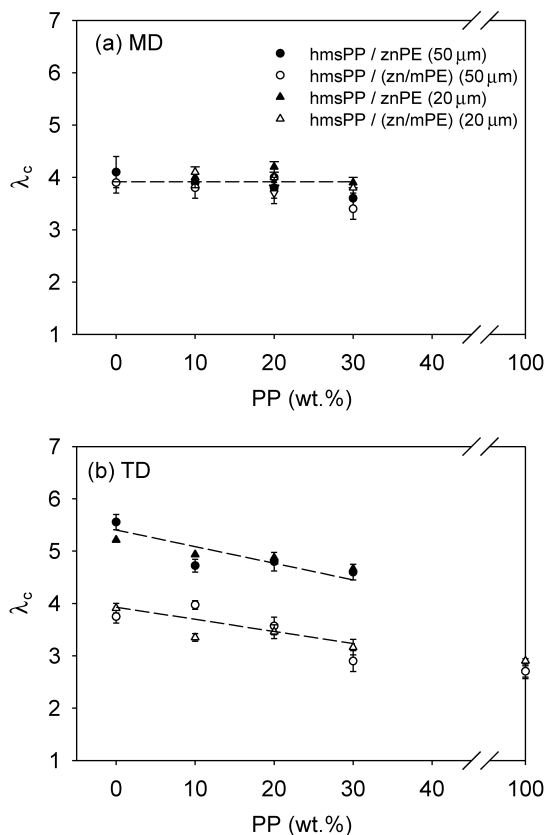 7
(a) MD
hmsPP / znPE (50 μm)
hmsPP / (zn/mPE) (50 μm)
hmsPP / znPE (20 μm)
hmsPP / (zn/mPE) (20 μm)
6
5
4
3
2
1
λc
0 10 20 30 40 100
PP (wt.%)
7
(b) TD
6
5
4
3
2
1
λc
0 10 20 30 40 100
PP (wt.%)